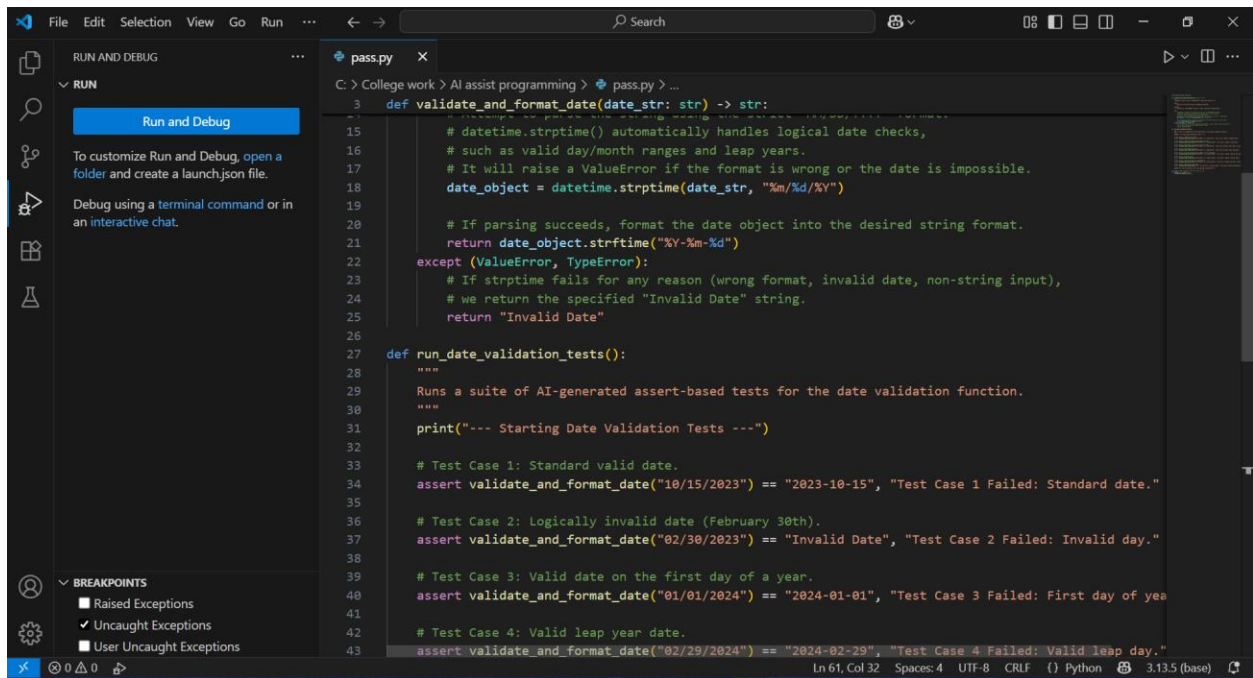 File Edit Selection View Go Run ... Search
RUN AND DEBUG ...
RUN
Run and Debug
To customize Run and Debug, open a
folder and create a launch.json file.
Debug using a terminal command or in
an interactive chat.
BREAKPOINTS
Raised Exceptions
Uncaught Exceptions
User Uncaught Exceptions
pass.py
C: > College work > AI assist programming > pass.py > ...
3 def validate_and_format_date(date_str: str) -> str:
15 # datetime.strptime() automatically handles logical date checks,
16 # such as valid day/month ranges and leap years.
17 # It will raise a ValueError if the format is wrong or the date is impossible.
18 date_object = datetime.strptime(date_str, "%m/%d/%Y")
19
20 # If parsing succeeds, format the date object into the desired string format.
21 return date_object.strftime("%Y-%m-%d")
22 except (ValueError, TypeError):
23 # If strptime fails for any reason (wrong format, invalid date, non-string input),
24 # we return the specified "Invalid Date" string.
25 return "Invalid Date"
26
27 def run_date_validation_tests():
28 """
29 Runs a suite of AI-generated assert-based tests for the date validation function.
30 """
31 print("--- Starting Date Validation Tests ---")
32
33 # Test Case 1: Standard valid date.
34 assert validate_and_format_date("10/15/2023") == "2023-10-15", "Test Case 1 Failed: Standard date."
35
36 # Test Case 2: Logically invalid date (February 30th).
37 assert validate_and_format_date("02/30/2023") == "Invalid Date", "Test Case 2 Failed: Invalid day."
38
39 # Test Case 3: Valid date on the first day of a year.
40 assert validate_and_format_date("01/01/2024") == "2024-01-01", "Test Case 3 Failed: First day of yea
41
42 # Test Case 4: Valid leap year date.
43 assert validate_and_format_date("02/29/2024") == "2024-02-29", "Test Case 4 Failed: Valid leap day."
0 0 Ln 61, Col 32 Spaces: 4 UTF-8 CRLF {} Python 3.13.5 (base)